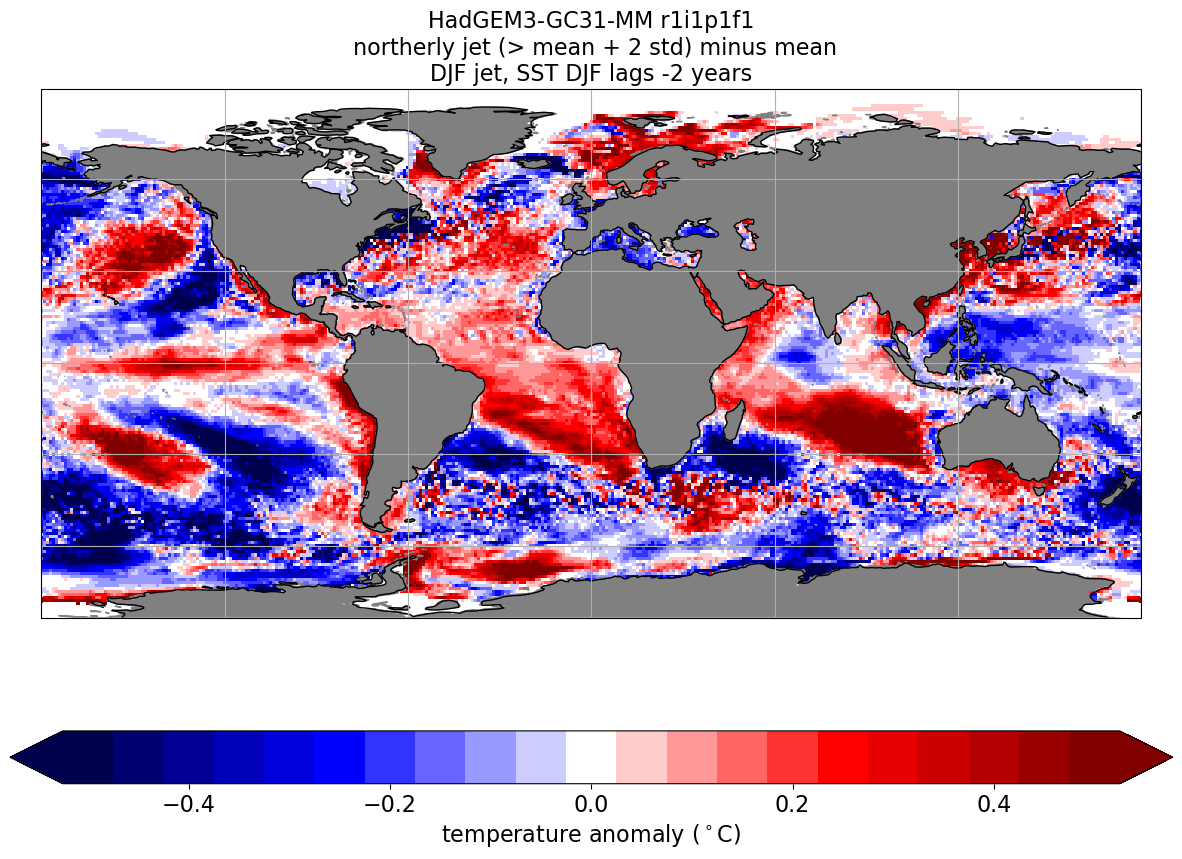 HadGEM3-GC31-MM r1i1p1f1
northerly jet (> mean + 2 std) minus mean
DJF jet, SST DJF lags -2 years
−0.4 −0.2 0.0 0.2 0.4
temperature anomaly (°C)